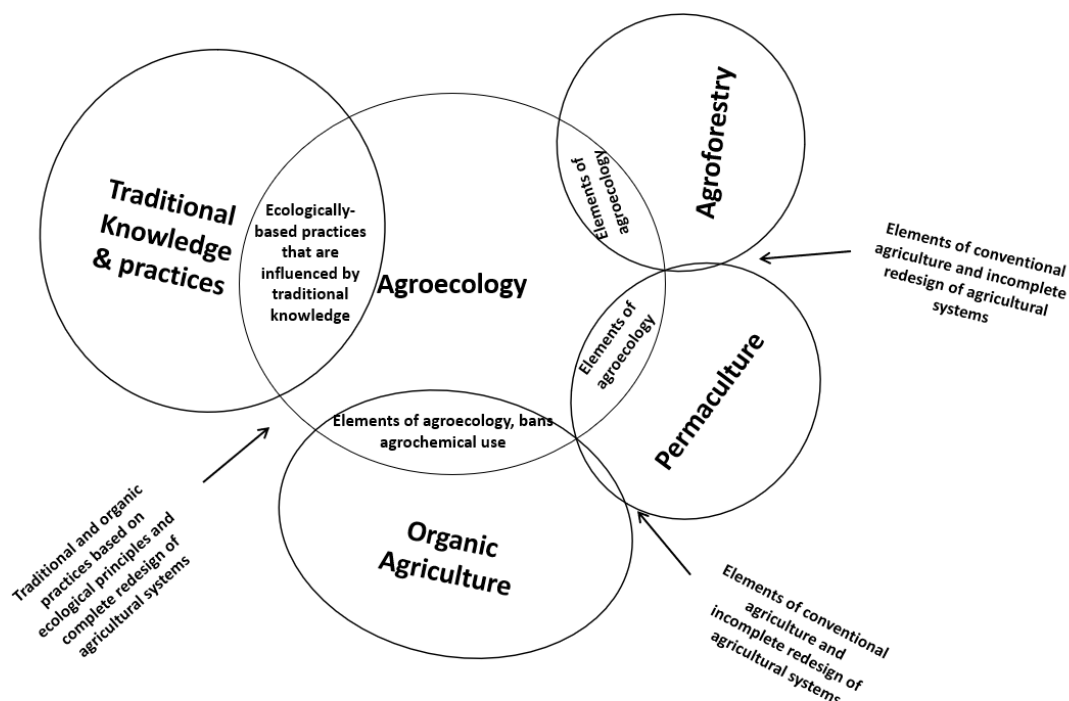 Traditional
Knowledge
& practices
Ecologically-
based practices
that are
influenced by
traditional
knowledge
Agroecology
Elements of
agroecology
Agroforestry
Elements of conventional
agriculture and incomplete
redesign of agricultural
systems
Elements of
agroecology
Permaculture
Elements of agroecology, bans
agrochemical use
Organic
Agriculture
Traditional and organic
practices based on
ecological principles and
complete redesign of
agricultural systems
Elements of conventional
agriculture and
incomplete redesign of
agricultural systems